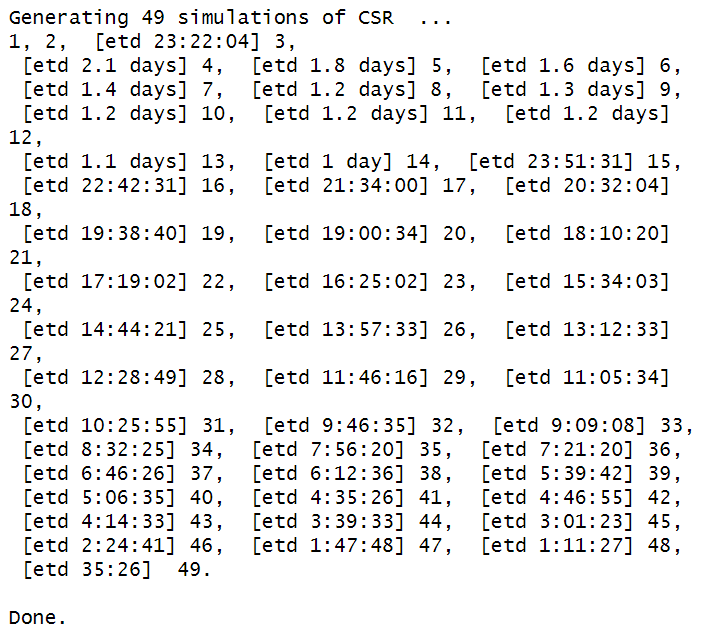 Generating 49 simulations of CSR  ...
1, 2,  [etd 23:22:04] 3,
 [etd 2.1 days] 4,  [etd 1.8 days] 5,  [etd 1.6 days] 6,
 [etd 1.4 days] 7,  [etd 1.2 days] 8,  [etd 1.3 days] 9,
 [etd 1.2 days] 10,  [etd 1.2 days] 11,  [etd 1.2 days]
12,
 [etd 1.1 days] 13,  [etd 1 day] 14,  [etd 23:51:31] 15,
 [etd 22:42:31] 16,  [etd 21:34:00] 17,  [etd 20:32:04]
18,
 [etd 19:38:40] 19,  [etd 19:00:34] 20,  [etd 18:10:20]
21,
 [etd 17:19:02] 22,  [etd 16:25:02] 23,  [etd 15:34:03]
24,
 [etd 14:44:21] 25,  [etd 13:57:33] 26,  [etd 13:12:33]
27,
 [etd 12:28:49] 28,  [etd 11:46:16] 29,  [etd 11:05:34]
30,
 [etd 10:25:55] 31,  [etd 9:46:35] 32,  [etd 9:09:08] 33,
 [etd 8:32:25] 34,  [etd 7:56:20] 35,  [etd 7:21:20] 36,
 [etd 6:46:26] 37,  [etd 6:12:36] 38,  [etd 5:39:42] 39,
 [etd 5:06:35] 40,  [etd 4:35:26] 41,  [etd 4:46:55] 42,
 [etd 4:14:33] 43,  [etd 3:39:33] 44,  [etd 3:01:23] 45,
 [etd 2:24:41] 46,  [etd 1:47:48] 47,  [etd 1:11:27] 48,
 [etd 35:26]  49.

Done.